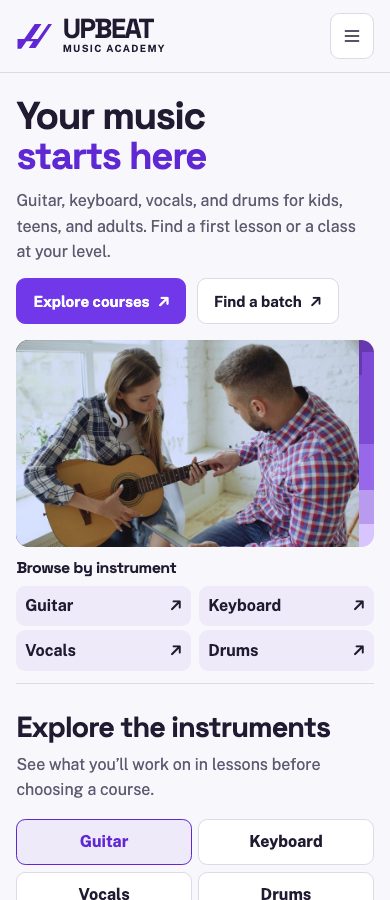 UPBEAT
MUSIC ACADEMY
Your music
starts here
Guitar, keyboard, vocals, and drums for kids,
teens, and adults. Find a first lesson or a class
at your level.
Explore courses
Find a batch
Browse by instrument
Guitar
Keyboard
Vocals
Drums
Explore the instruments
See what you’ll work on in lessons before
choosing a course.
Guitar
Keyboard
Vocals
Drums